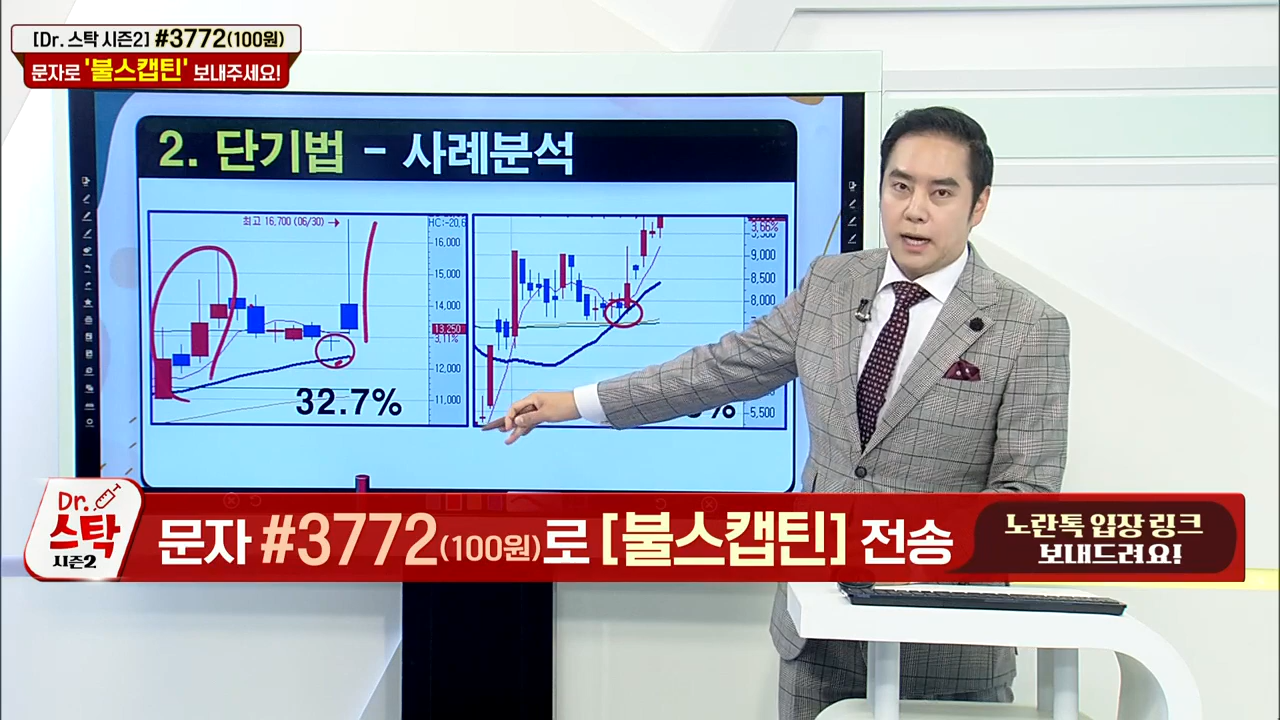 [Dr. 스탁 시즌2] #3772(100원)
문자로 '불스캡틴' 보내주세요!
2. 단기법 - 사례분석
최고 16,700 (06/30) →
HC:-20.6
16,000
15,000
14,000
13,250
3.11%
12,000
11,000
32.7%
3.66%
9,000
8,500
8,000
5,500
%
Dr.
스탁
시즌2
문자 #3772(100원)로 [불스캡틴] 전송
노란톡 입장 링크
보내드려요!